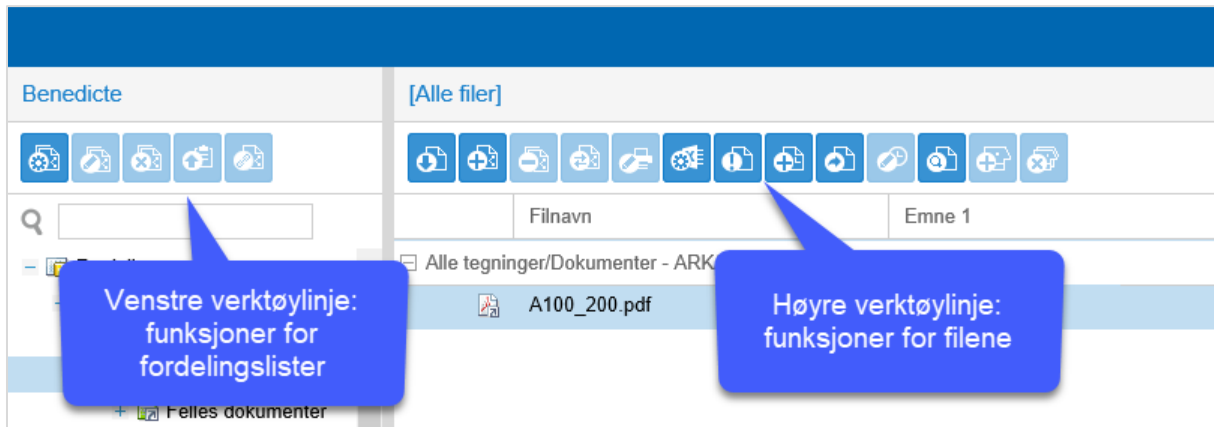 Benedicte
[Alle filer]
Filnavn
Emne 1
Alle tegninger/Dokumenter - ARK
A100_200.pdf
Venstre verktøylinje:
funksjoner for
fordelingslister
Høyre verktøylinje:
funksjoner for filene
Felles dokumenter